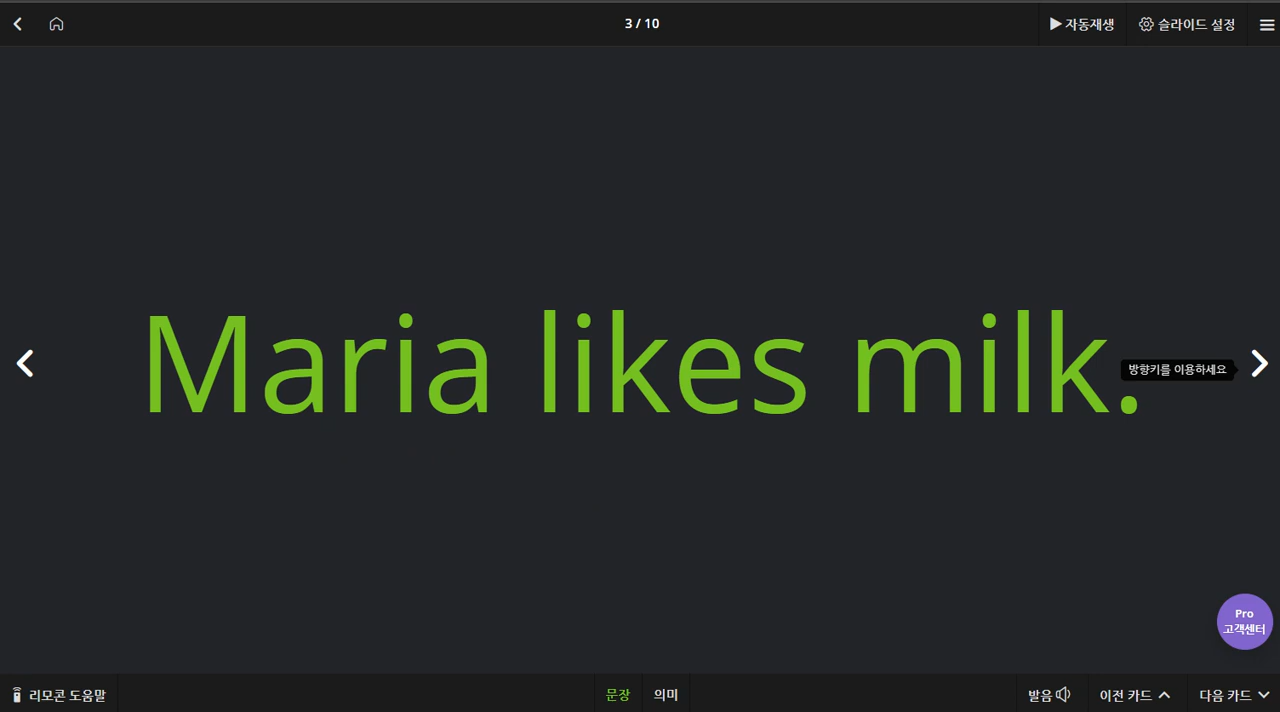 3 / 10
자동재생
슬라이드 설정
Maria likes milk.
방향키를 이용하세요
Pro
고객센터
리모콘 도움말
문장
의미
발음
이전 카드
다음 카드